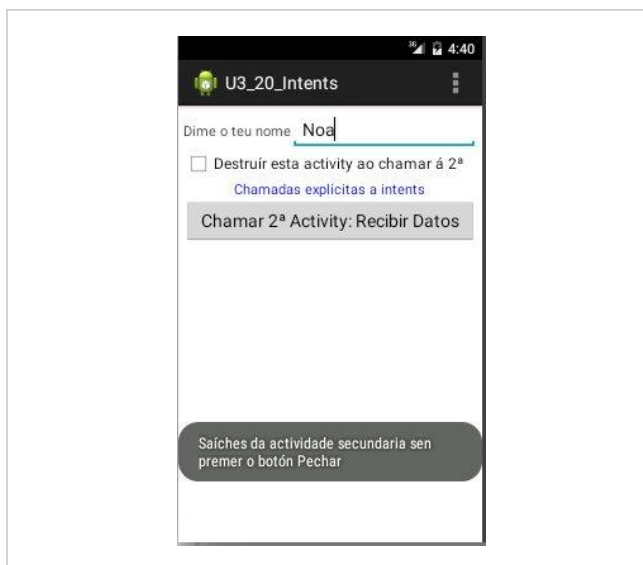 36 4:40
U3_20_Intents
Dime o teu nome Noa
Destruír esta activity ao chamar á 2ª
Chamadas explicitas a intents
Chamar 2ª Activity: Recibir Datos
Saíches da actividade secundaria sen
premer o botón Pechar